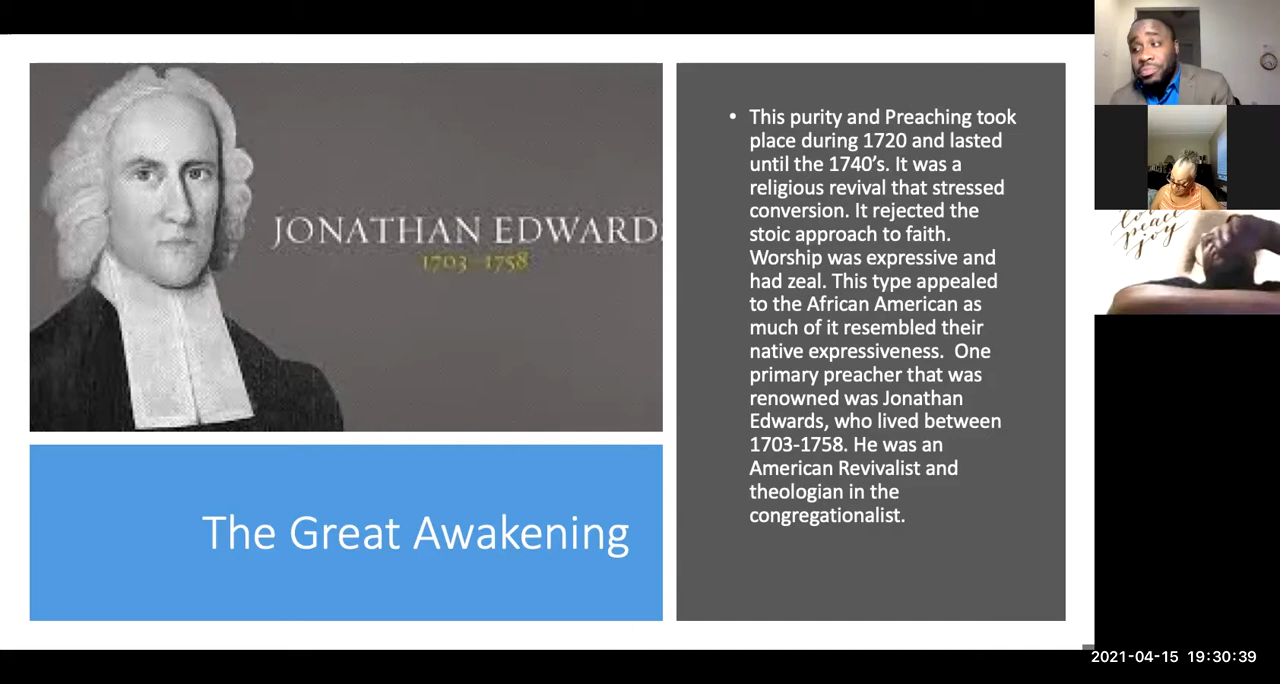 JONATHAN EDWARDS
1703 1758
The Great Awakening
• This purity and Preaching took
place during 1720 and lasted
until the 1740's. It was a
religious revival that stressed
conversion. It rejected the
stoic approach to faith.
Worship was expressive and
had zeal. This type appealed
to the African American as
much of it resembled their
native expressiveness. One
primary preacher that was
renowned was Jonathan
Edwards, who lived between
1703-1758. He was an
American Revivalist and
theologian in the
congregationalist.
peace
joy
2021-04-15 19:30:39